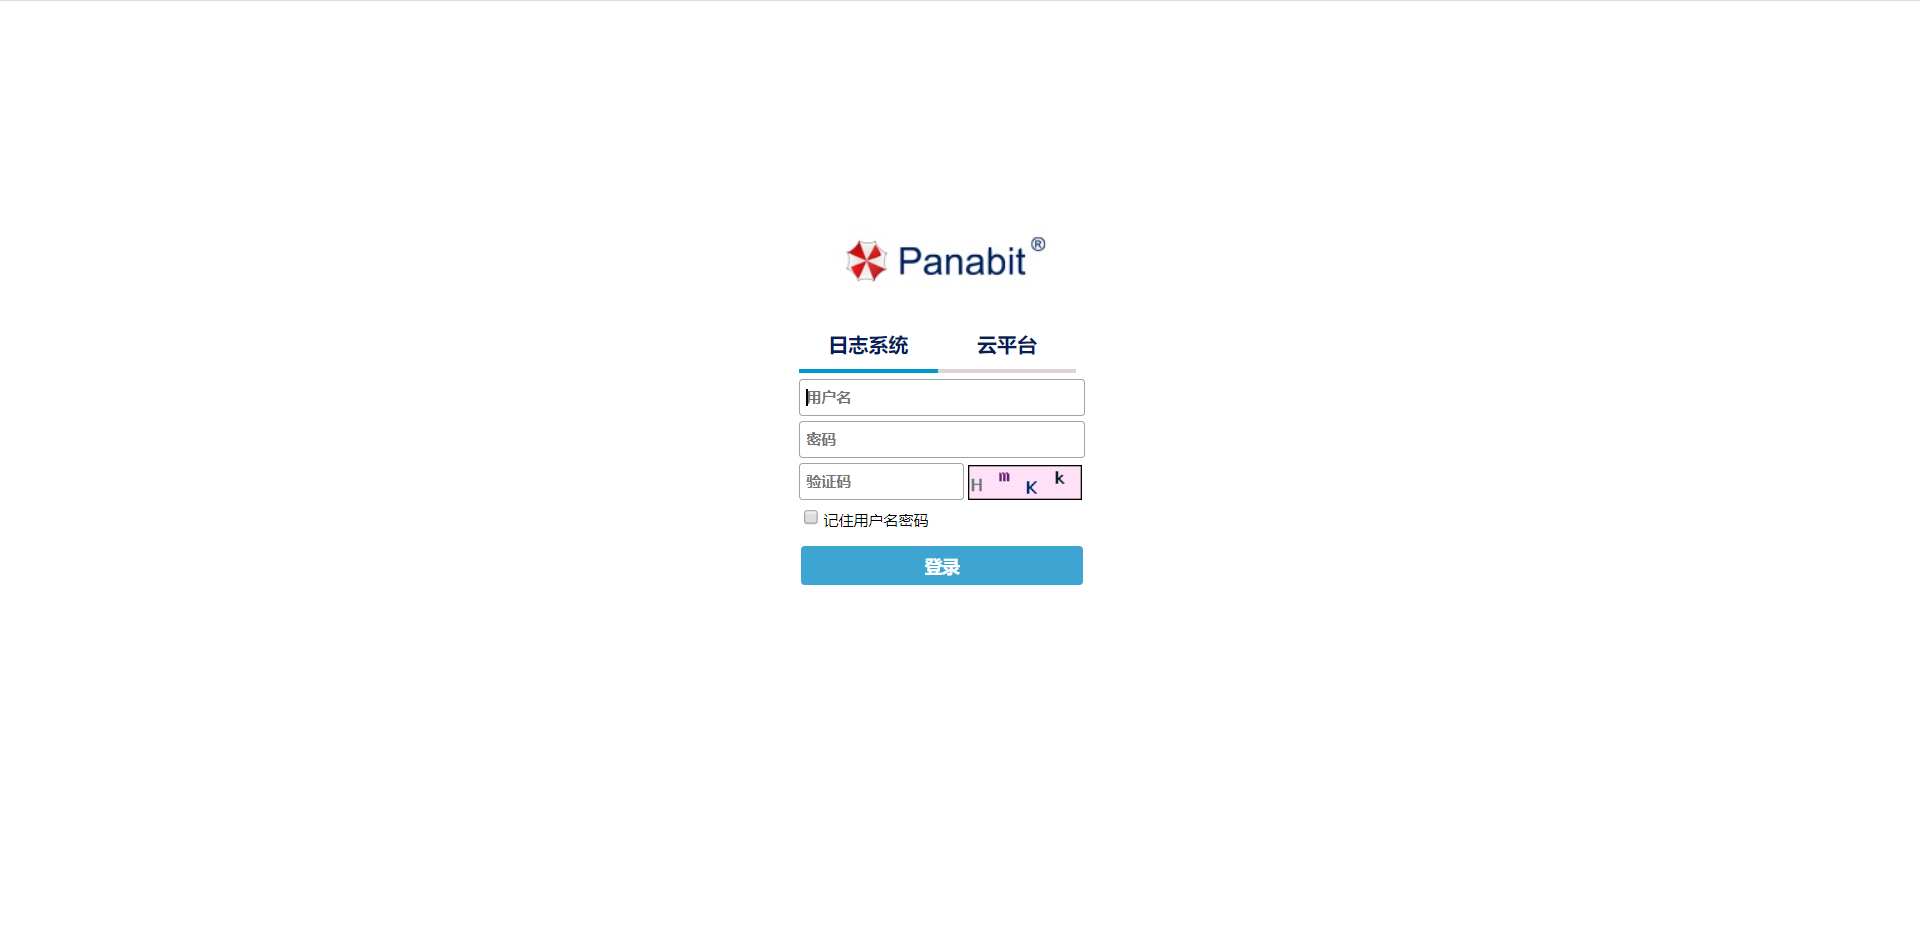 Panabit®
日志系统 云平台
用户名
密码
验证码 H m K k
记住用户名密码
登录